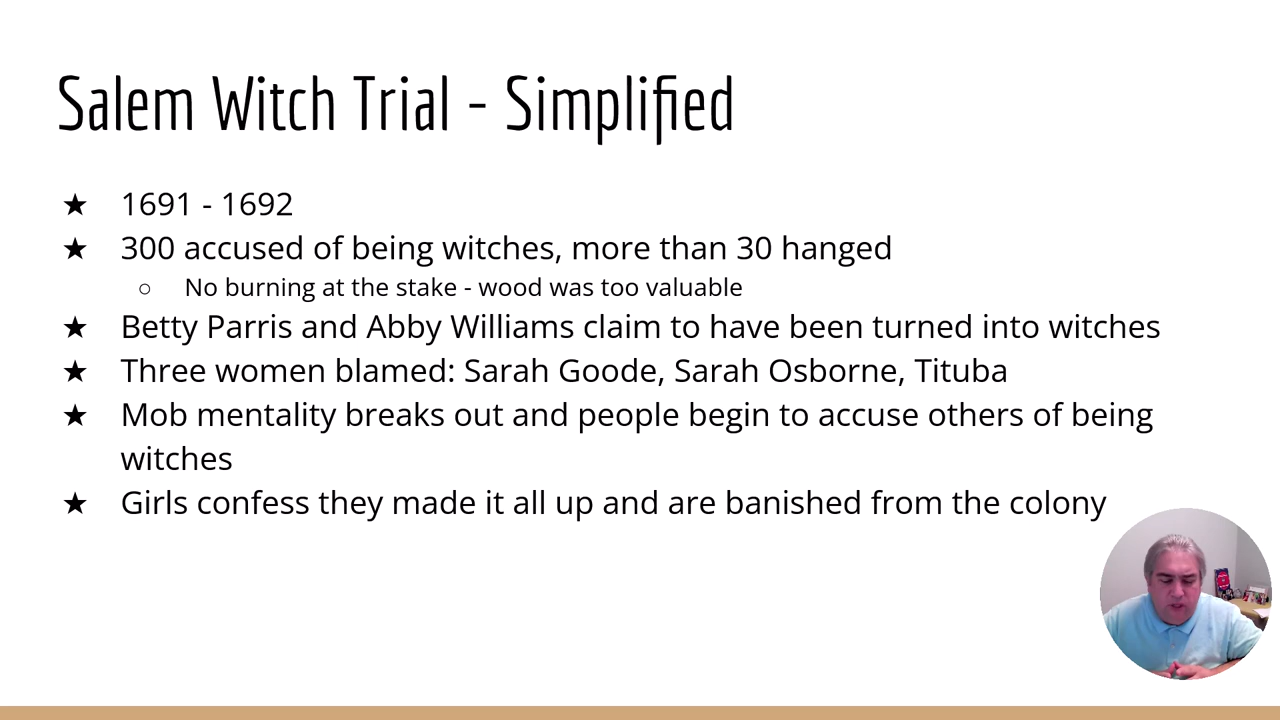 Salem Witch Trial - Simplified
★ 1691 - 1692
★ 300 accused of being witches, more than 30 hanged
○ No burning at the stake - wood was too valuable
★ Betty Parris and Abby Williams claim to have been turned into witches
★ Three women blamed: Sarah Goode, Sarah Osborne, Tituba
★ Mob mentality breaks out and people begin to accuse others of being
witches
★ Girls confess they made it all up and are banished from the colony